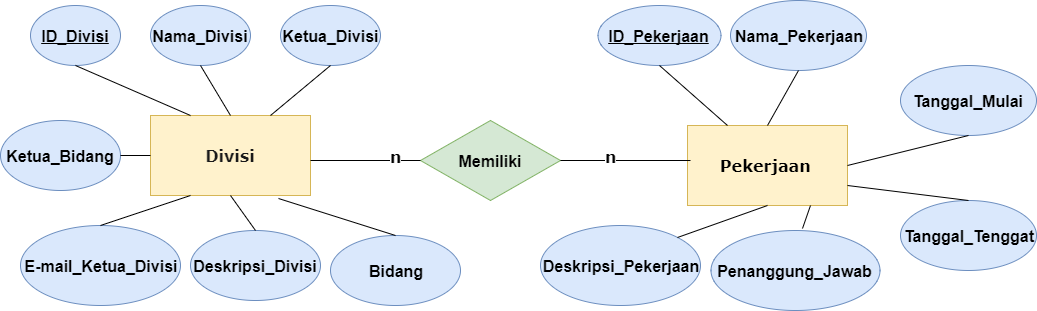 ID_Divisi
Nama_Divisi
Ketua_Divisi
ID_Pekerjaan
Nama_Pekerjaan
Tanggal_Mulai
Ketua_Bidang
Divisi
n
Memiliki
n
Pekerjaan
Tanggal_Tenggat
E-mail_Ketua_Divisi
Deskripsi_Divisi
Bidang
Deskripsi_Pekerjaan
Penanggung_Jawab